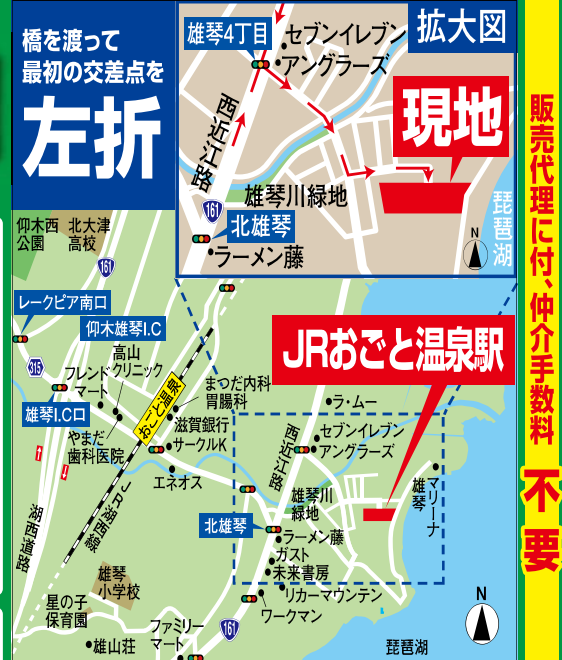 橋を渡って
最初の交差点を
左折
拡大図
雄琴4丁目
セブンイレブン
アングラーズ
現地
西近江路
雄琴川緑地
161
北雄琴
ラーメン藤
琵琶湖
N
販売代理に付、仲介手数料
不要
仰木西
公園
北大津
高校
161
レークピア南口
仰木雄琴I.C
315
高山
クリニック
フレンド
マート
雄琴I.C口
おごと温泉
まつだ内科
胃腸科
滋賀銀行
サークルK
やまだ
歯科医院
エネオス
JR湖西線
湖西道路
JRおごと温泉駅
ラ・ムー
セブンイレブン
アングラーズ
西近江路
マリーナ
雄琴
雄琴川
緑地
北雄琴
ラーメン藤
ガスト
未来書房
リカーマウンテン
ワークマン
雄琴
小学校
星の子
保育園
雄山荘
ファミリー
マート
161
琵琶湖
N